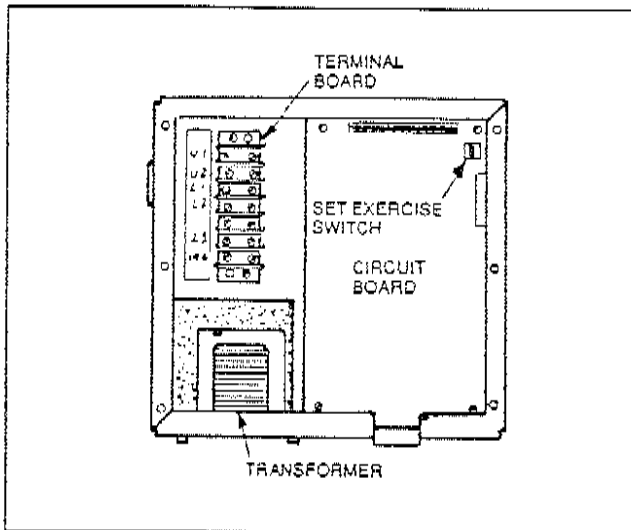 TERMINAL
BOARD
SET EXERCISE
SWITCH
CIRCUIT
BOARD
TRANSFORMER